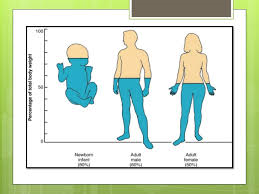 Percentage of total body weight
100
50
0
Newborn
infant
(80%)
Adult
male
(60%)
Adult
female
(50%)